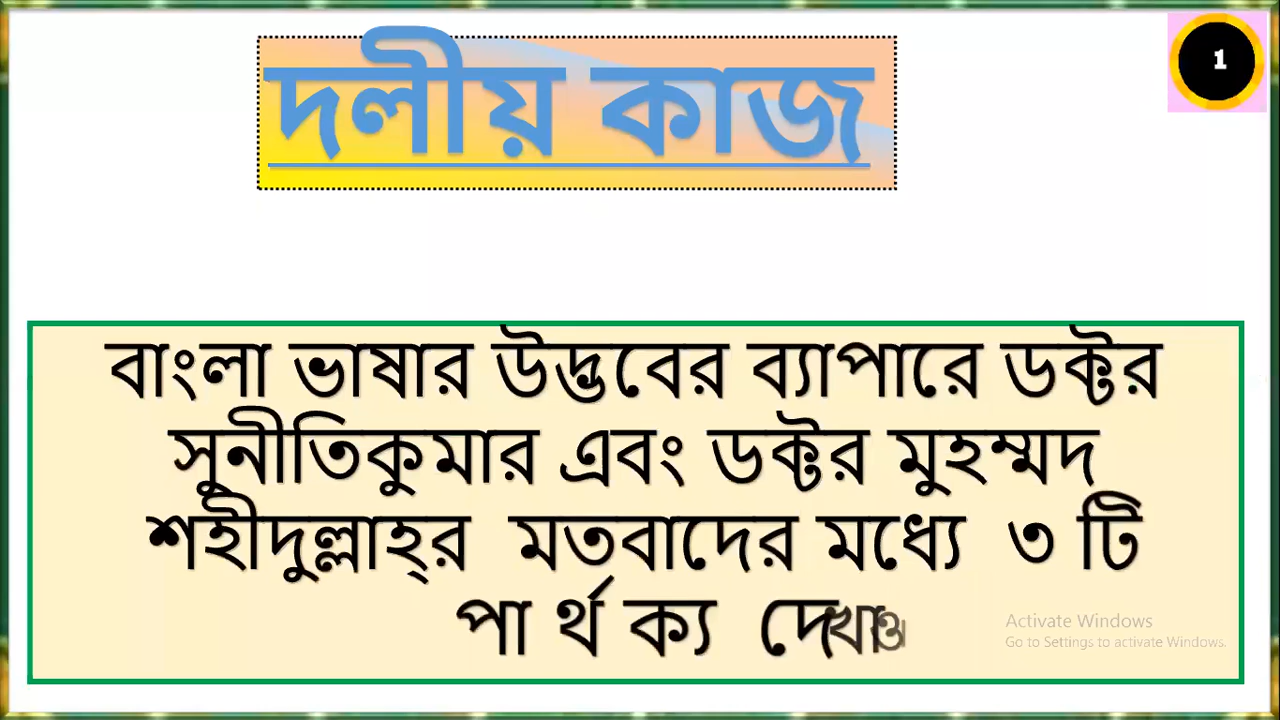 দলীয় কাজ
1
বাংলা ভাষার উদ্ভবের ব্যাপারে ডক্টর
সুনীতিকুমার এবং ডক্টর মুহম্মদ
শহীদুল্লাহ্‌র মতবাদের মধ্যে ৩ টি
পা র্থ ক্য দেখাও
Activate Windows
Go to Settings to activate Windows.